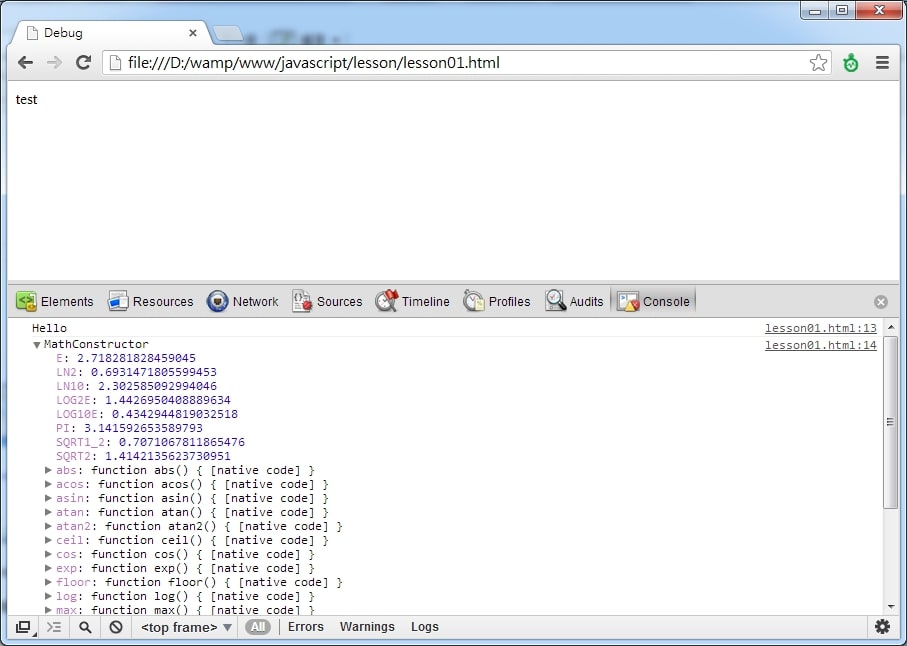 Debug
file:///D:/wamp/www/javascript/lesson/lesson01.html
test
Elements Resources Network Sources Timeline Profiles Audits Console
Hello lesson01.html:13
MathConstructor lesson01.html:14
E: 2.718281828459045
LN2: 0.6931471805599453
LN10: 2.302585092994046
LOG2E: 1.4426950408889634
LOG10E: 0.4342944819032518
PI: 3.141592653589793
SQRT1_2: 0.7071067811865476
SQRT2: 1.4142135623730951
abs: function abs() { [native code] }
acos: function acos() { [native code] }
asin: function asin() { [native code] }
atan: function atan() { [native code] }
atan2: function atan2() { [native code] }
ceil: function ceil() { [native code] }
cos: function cos() { [native code] }
exp: function exp() { [native code] }
floor: function floor() { [native code] }
log: function log() { [native code] }
max: function max() { [native code] }
<top frame> All Errors Warnings Logs